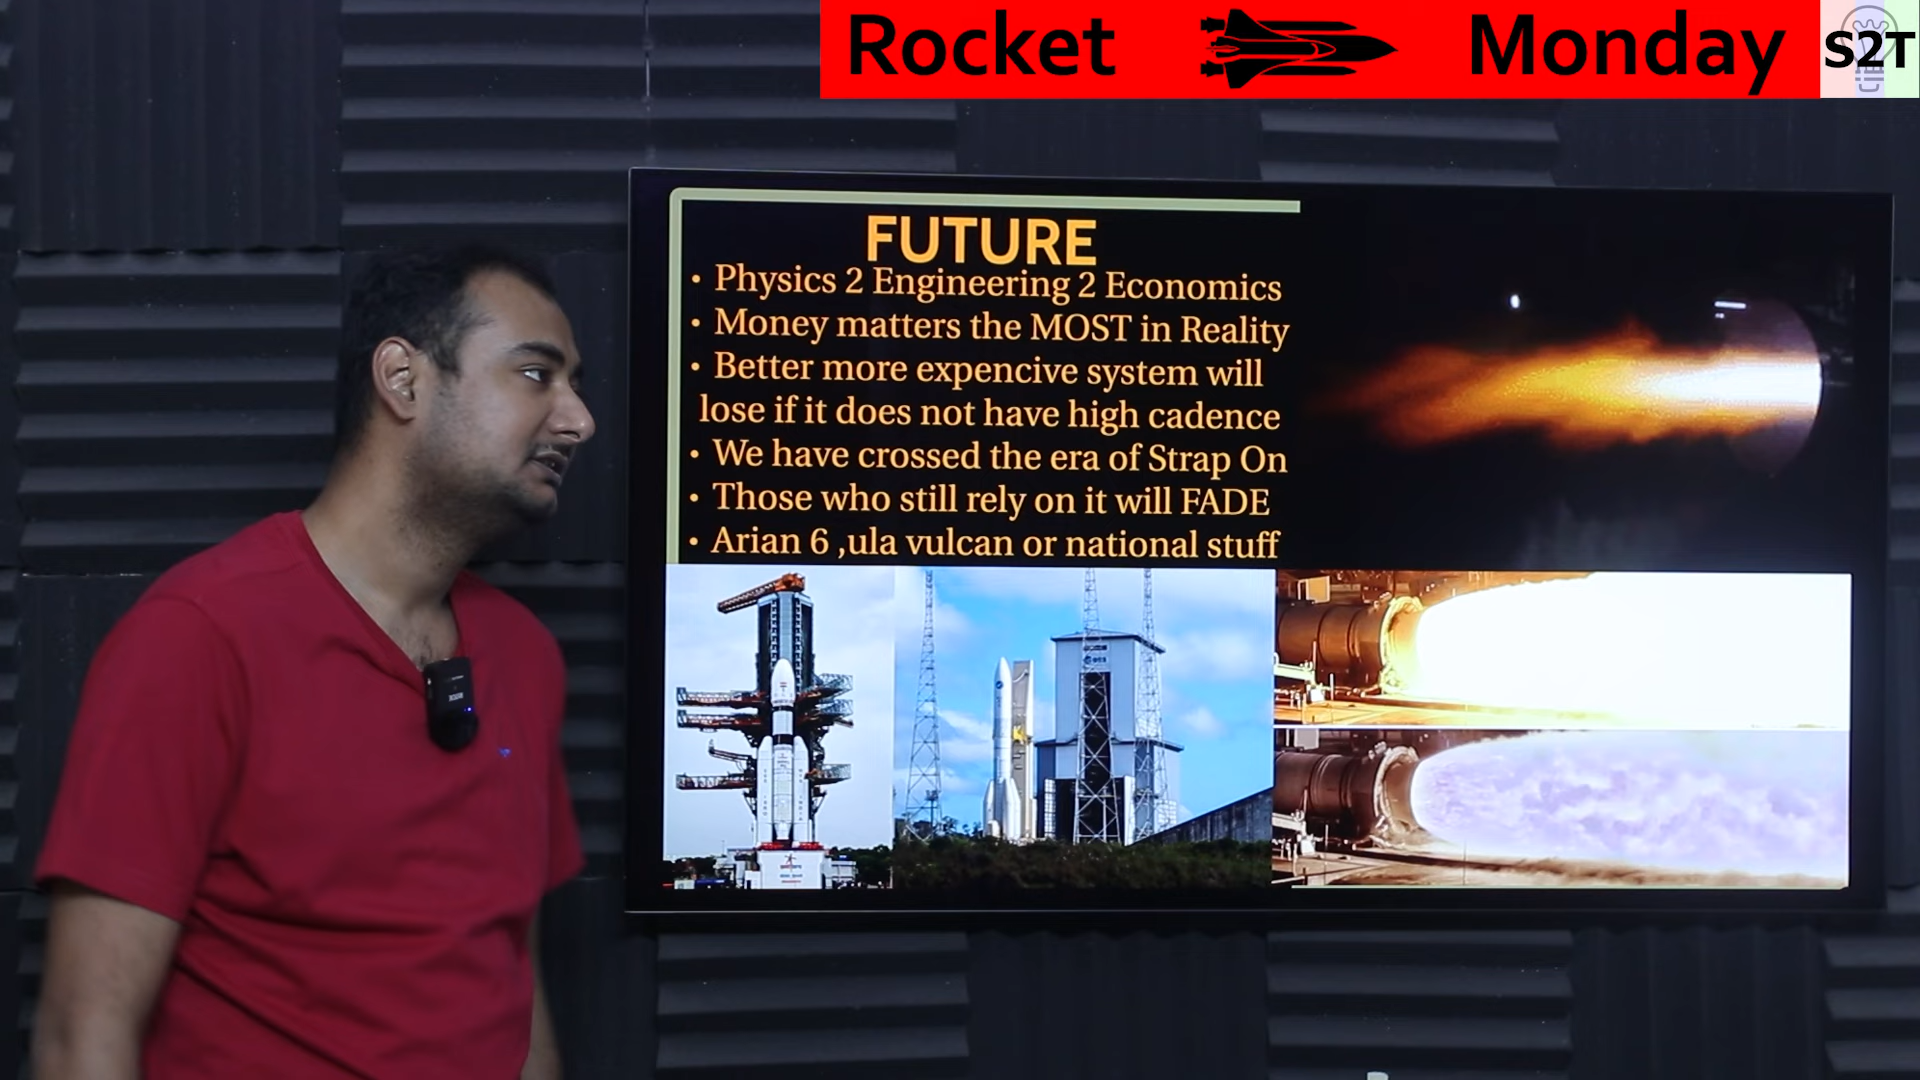 Rocket Monday S2T
FUTURE
• Physics 2 Engineering 2 Economics
• Money matters the MOST in Reality
• Better more expencive system will
lose if it does not have high cadence
• We have crossed the era of Strap On
• Those who still rely on it will FADE
• Arian 6 ,ula vulcan or national stuff